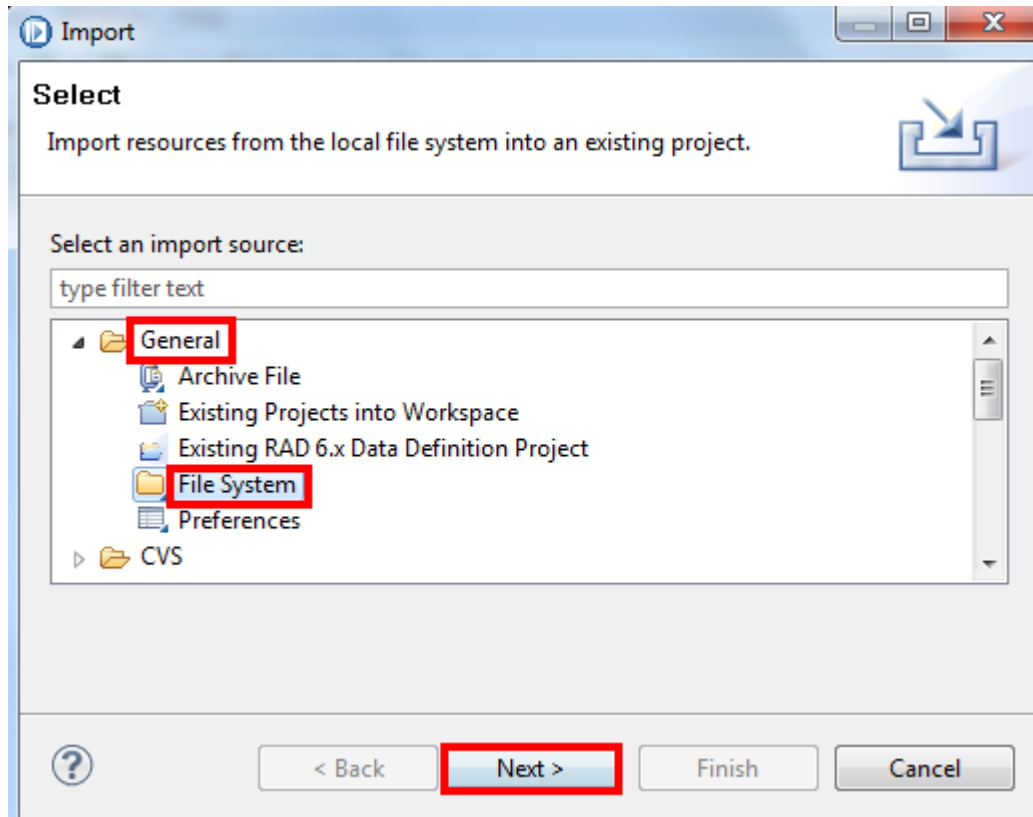 Import
Select
Import resources from the local file system into an existing project.
Select an import source:
type filter text
General
Archive File
Existing Projects into Workspace
Existing RAD 6.x Data Definition Project
File System
Preferences
CVS
? < Back Next > Finish Cancel